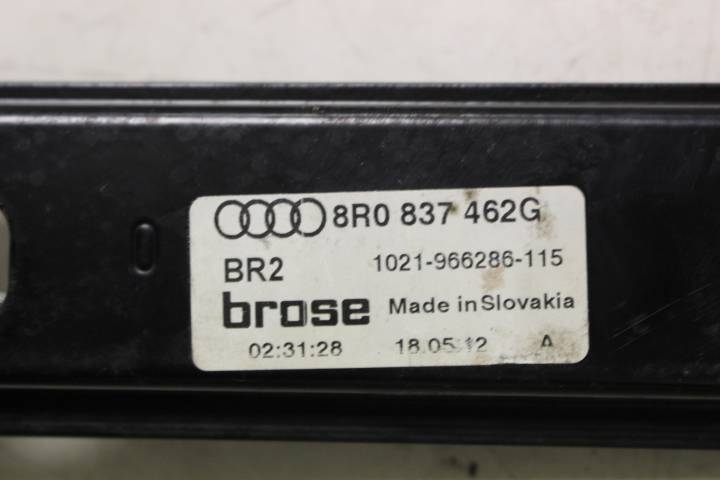 8R0 837 462G
BR2 1021-966286-115
brose Made in Slovakia
02:31:28 18.05.12 A